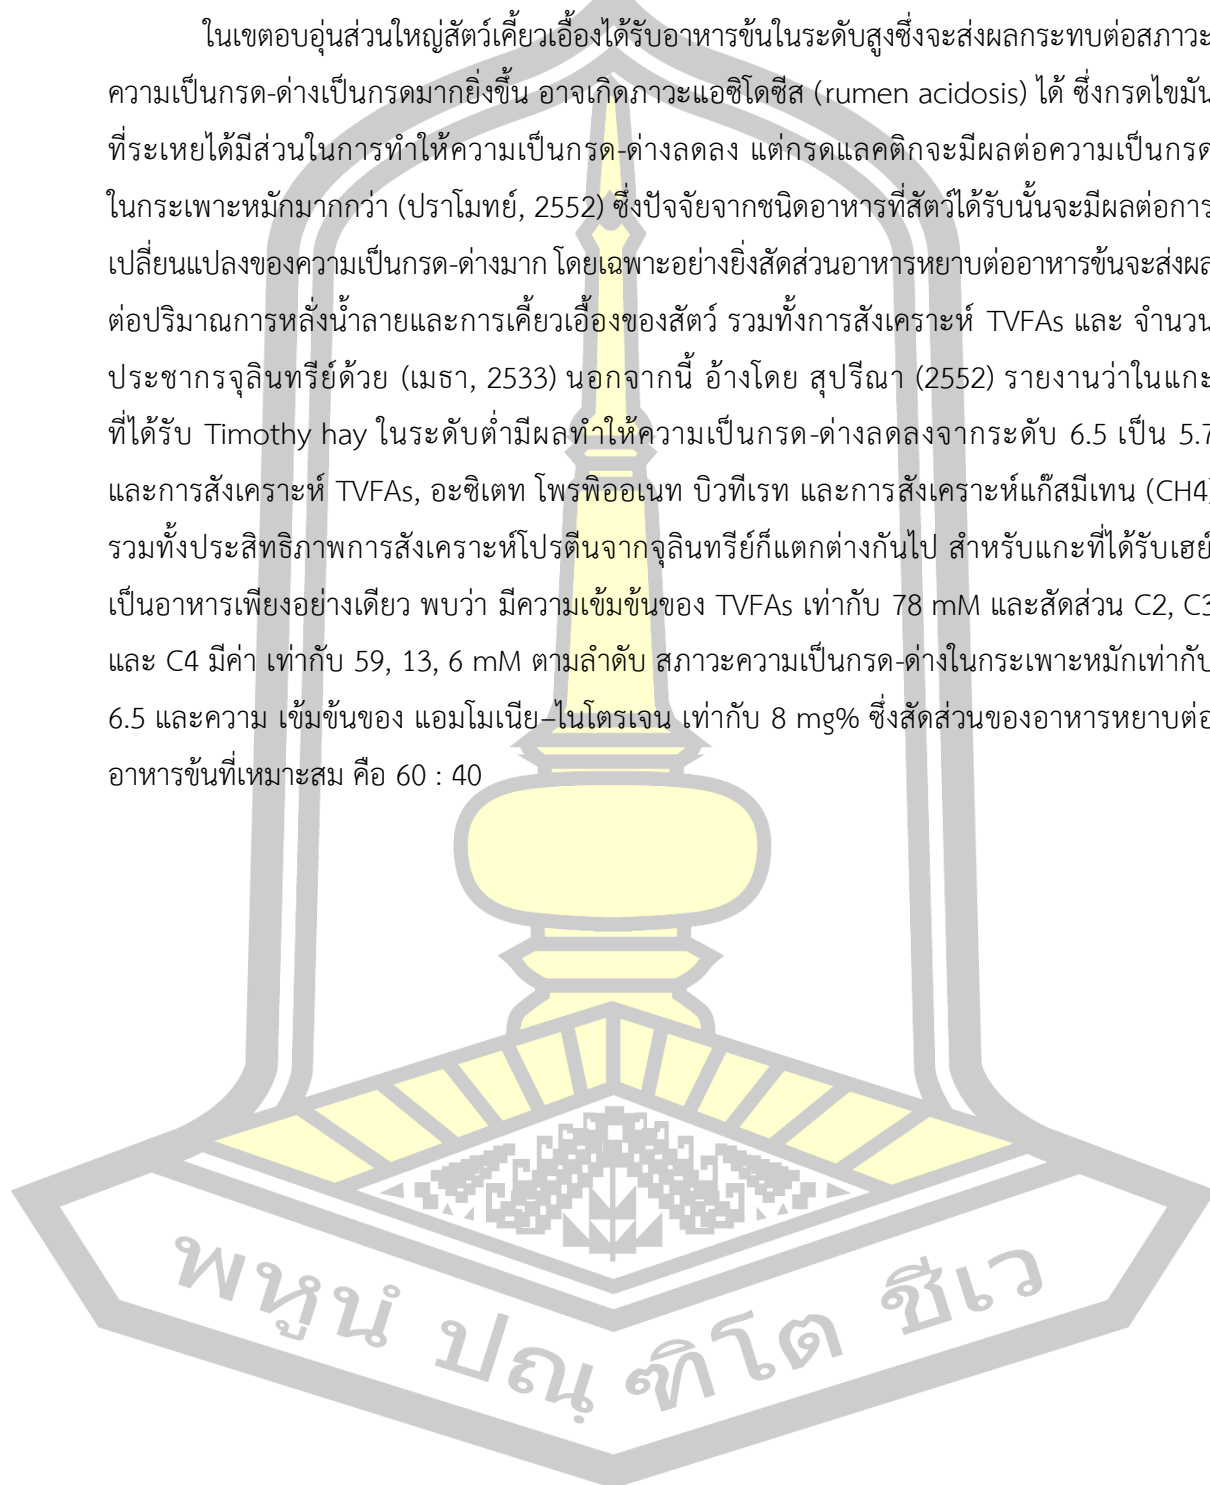 ในเขตอบอุ่นส่วนใหญ่สัตว์เคี้ยวเอื้องได้รับอาหารข้นในระดับสูงซึ่งจะส่งผลกระทบต่อสภาวะ
ความเป็นกรด-ด่างเป็นกรดมากยิ่งขึ้น อาจเกิดภาวะแอซิโดซีส (rumen acidosis) ได้ ซึ่งกรดไขมัน
ที่ระเหยได้มีส่วนในการทำให้ความเป็นกรด-ด่างลดลง แต่กรดแลคติกจะมีผลต่อความเป็นกรด
ในกระเพาะหมักมากกว่า (ปราโมทย์, 2552) ซึ่งปัจจัยจากชนิดอาหารที่สัตว์ได้รับนั้นจะมีผลต่อการ
เปลี่ยนแปลงของความเป็นกรด-ด่างมาก โดยเฉพาะอย่างยิ่งสัดส่วนอาหารหยาบต่ออาหารข้นจะส่งผล
ต่อปริมาณการหลั่งน้ำลายและการเคี้ยวเอื้องของสัตว์ รวมทั้งการสังเคราะห์ TVFAs และ จำนวน
ประชากรจุลินทรีย์ด้วย (เมธา, 2533) นอกจากนี้ อ้างโดย สุปรีณา (2552) รายงานว่าในแกะ
ที่ได้รับ Timothy hay ในระดับต่ำมีผลทำให้ความเป็นกรด-ด่างลดลงจากระดับ 6.5 เป็น 5.7
และการสังเคราะห์ TVFAs, อะซิเตท โพรพิออเนท บิวทีเรท และการสังเคราะห์แก๊สมีเทน (CH4)
รวมทั้งประสิทธิภาพการสังเคราะห์โปรตีนจากจุลินทรีย์ก็แตกต่างกันไป สำหรับแกะที่ได้รับเฮย์
เป็นอาหารเพียงอย่างเดียว พบว่า มีความเข้มข้นของ TVFAs เท่ากับ 78 mM และสัดส่วน C2, C3
และ C4 มีค่า เท่ากับ 59, 13, 6 mM ตามลำดับ สภาวะความเป็นกรด-ด่างในกระเพาะหมักเท่ากับ
6.5 และความ เข้มข้นของ แอมโมเนีย–ไนโตรเจน เท่ากับ 8 mg% ซึ่งสัดส่วนของอาหารหยาบต่อ
อาหารข้นที่เหมาะสม คือ 60 : 40
พหูนํ ปณฺฑิโต ชีเว